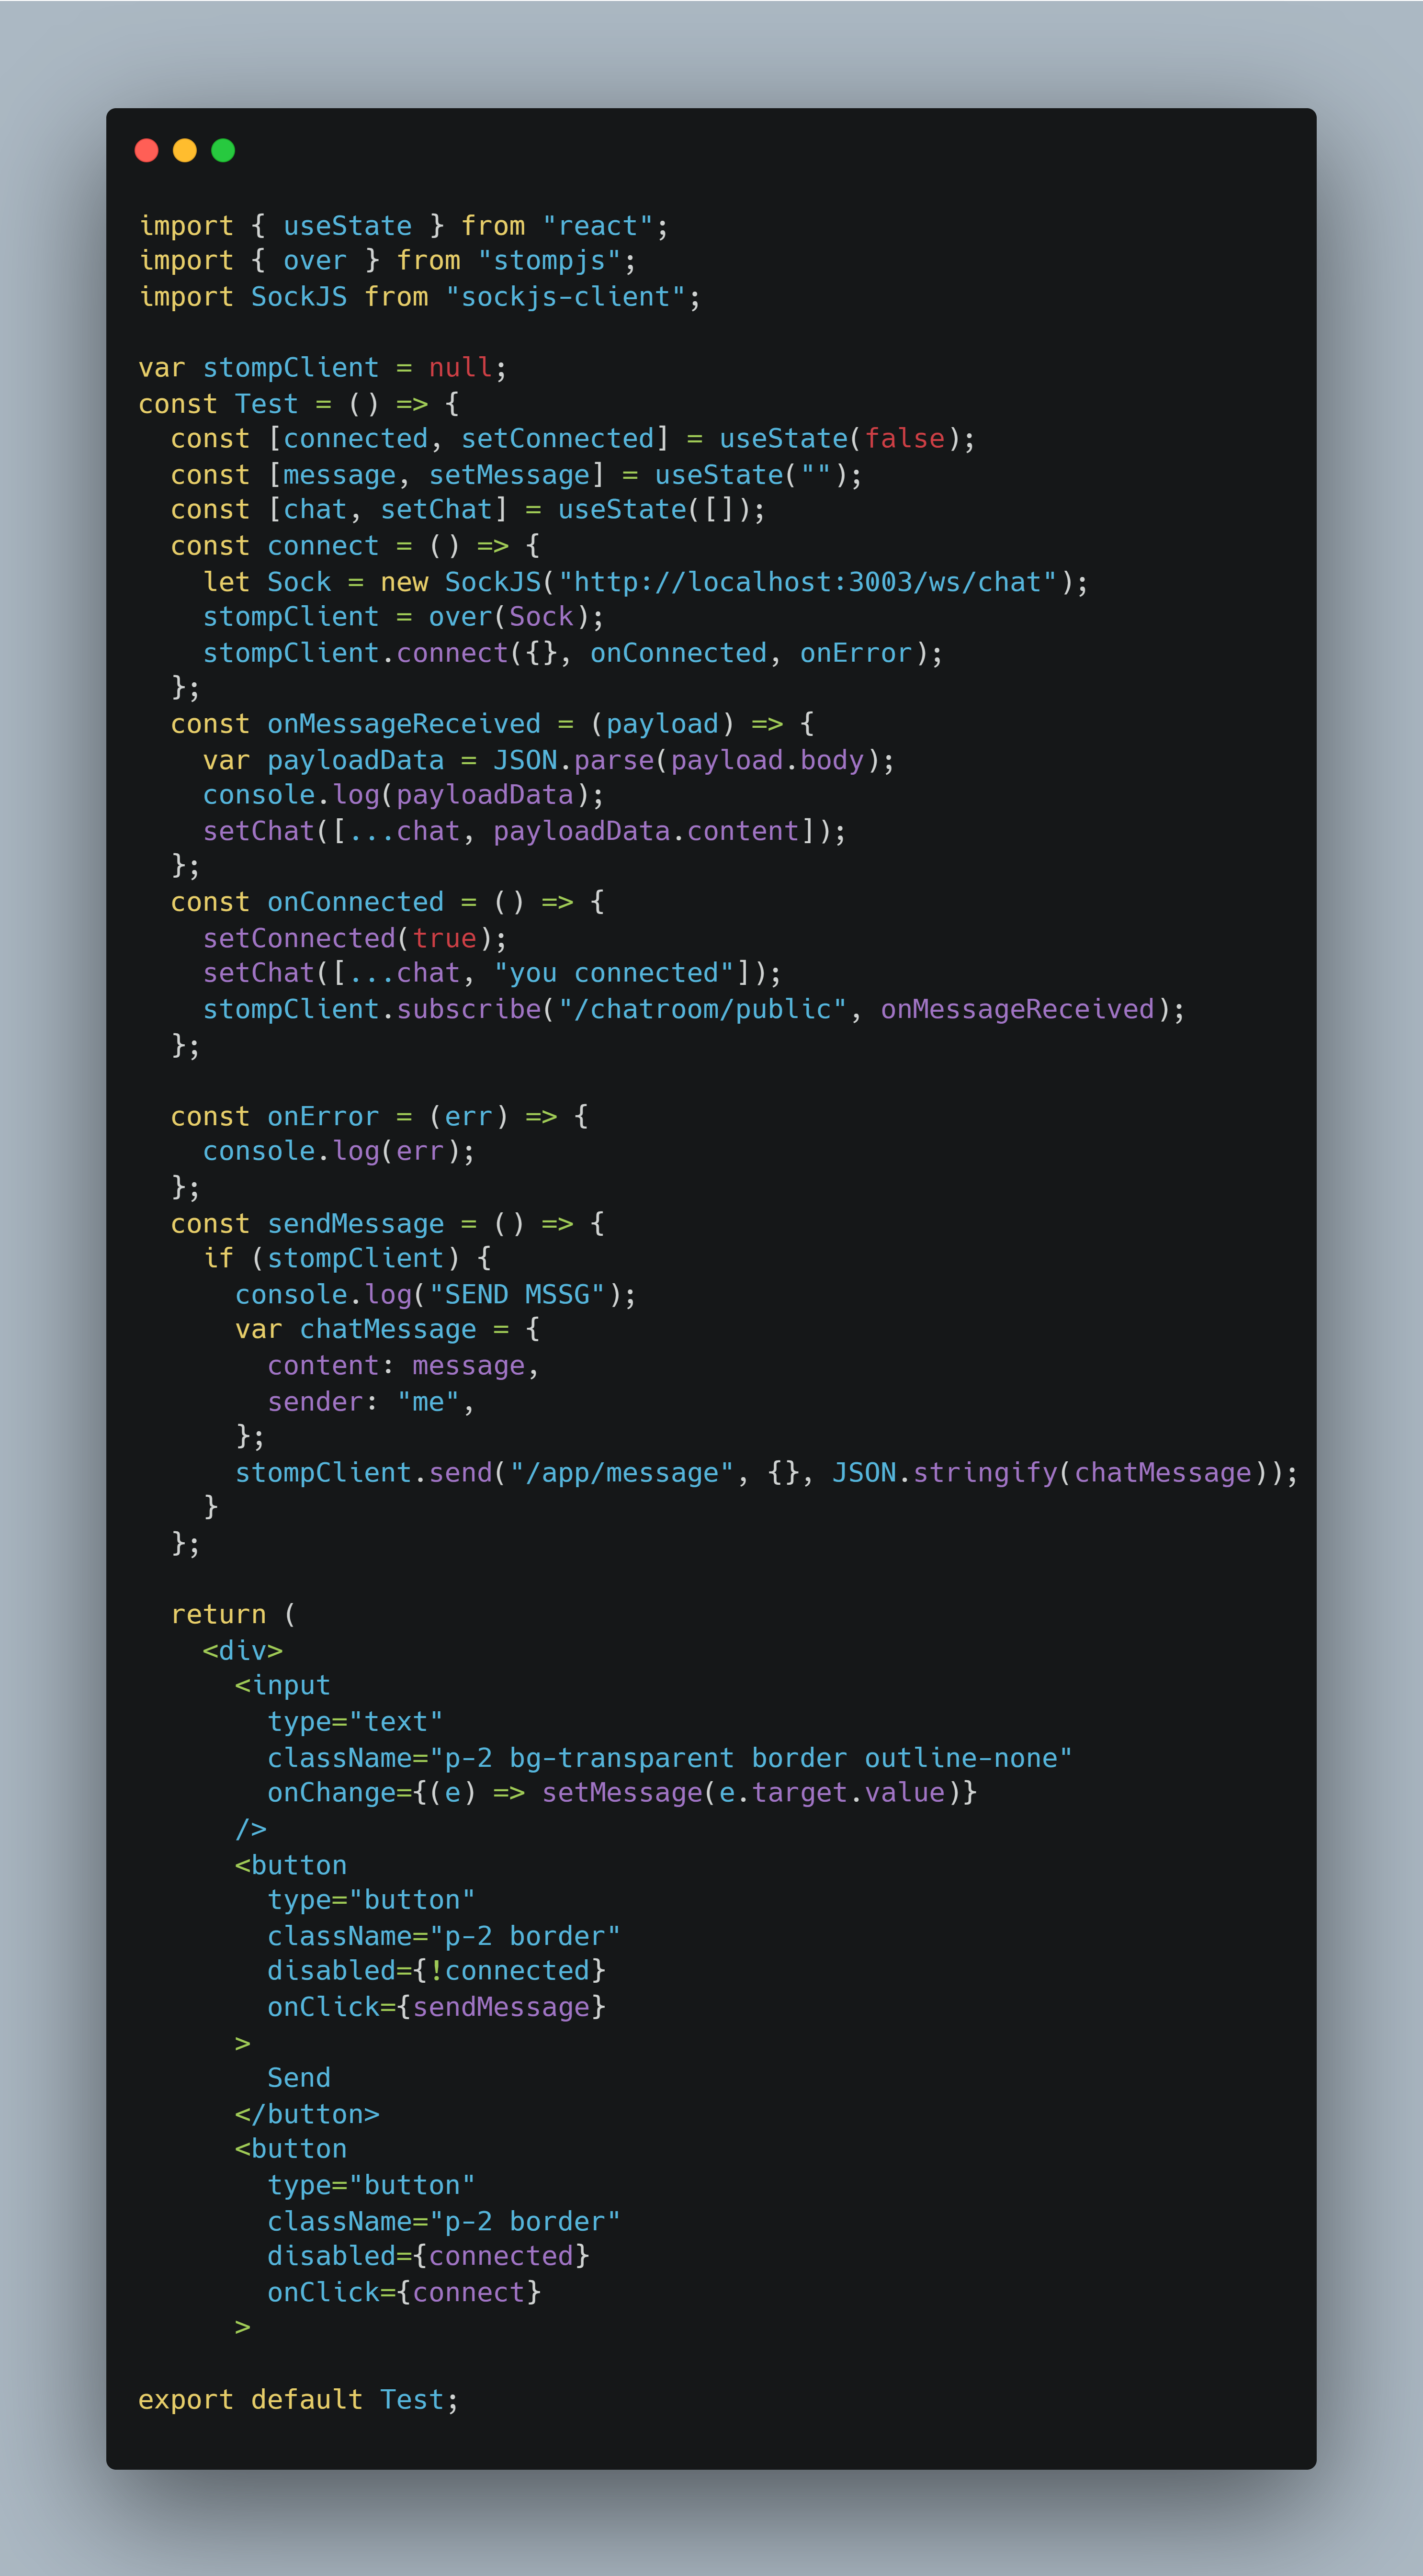 import { useState } from "react";
import { over } from "stompjs";
import SockJS from "sockjs-client";

var stompClient = null;
const Test = () => {
  const [connected, setConnected] = useState(false);
  const [message, setMessage] = useState("");
  const [chat, setChat] = useState([]);
  const connect = () => {
    let Sock = new SockJS("http://localhost:3003/ws/chat");
    stompClient = over(Sock);
    stompClient.connect({}, onConnected, onError);
  };
  const onMessageReceived = (payload) => {
    var payloadData = JSON.parse(payload.body);
    console.log(payloadData);
    setChat([...chat, payloadData.content]);
  };
  const onConnected = () => {
    setConnected(true);
    setChat([...chat, "you connected"]);
    stompClient.subscribe("/chatroom/public", onMessageReceived);
  };

  const onError = (err) => {
    console.log(err);
  };
  const sendMessage = () => {
    if (stompClient) {
      console.log("SEND MSSG");
      var chatMessage = {
        content: message,
        sender: "me",
      };
      stompClient.send("/app/message", {}, JSON.stringify(chatMessage));
    }
  };

  return (
    <div>
      <input
        type="text"
        className="p-2 bg-transparent border outline-none"
        onChange={(e) => setMessage(e.target.value)}
      />
      <button
        type="button"
        className="p-2 border"
        disabled={!connected}
        onClick={sendMessage}
      >
        Send
      </button>
      <button
        type="button"
        className="p-2 border"
        disabled={connected}
        onClick={connect}
      >

export default Test;